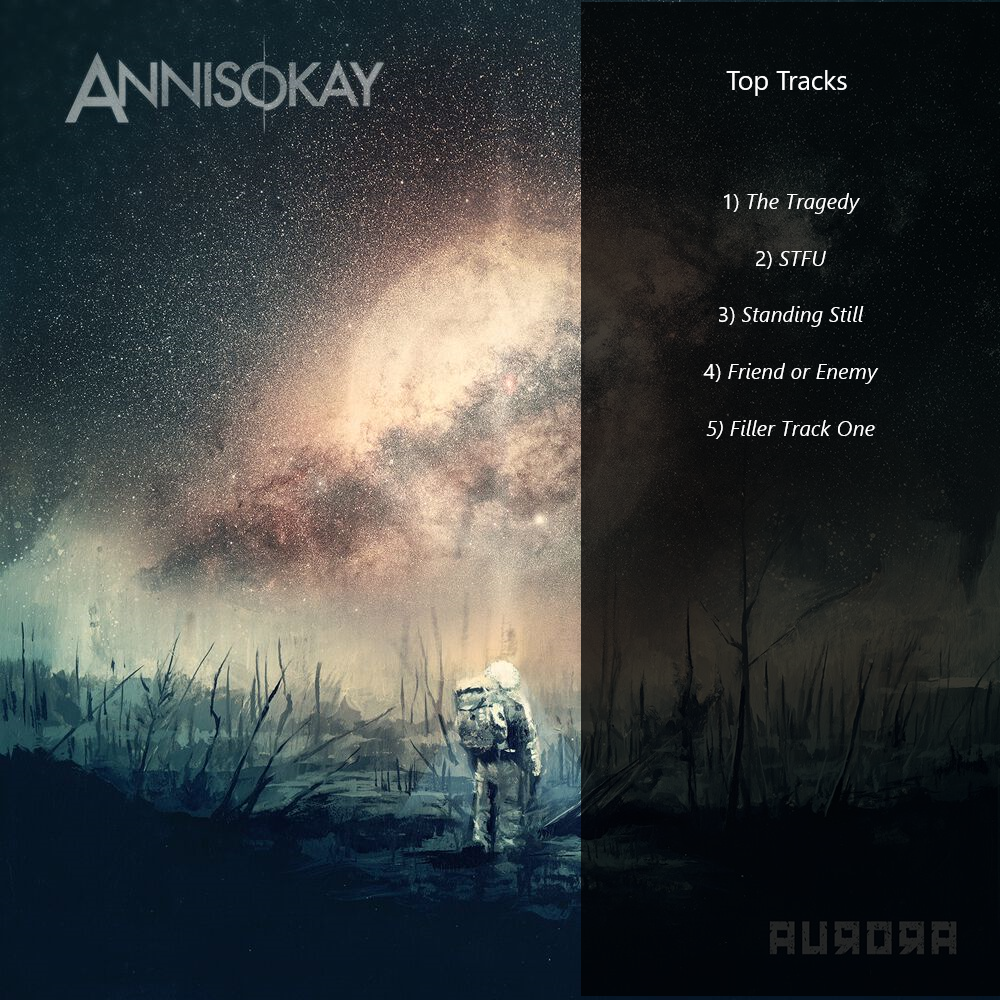 ANNISOKAY
Top Tracks
1) The Tragedy
2) STFU
3) Standing Still
4) Friend or Enemy
5) Filler Track One
AURORA